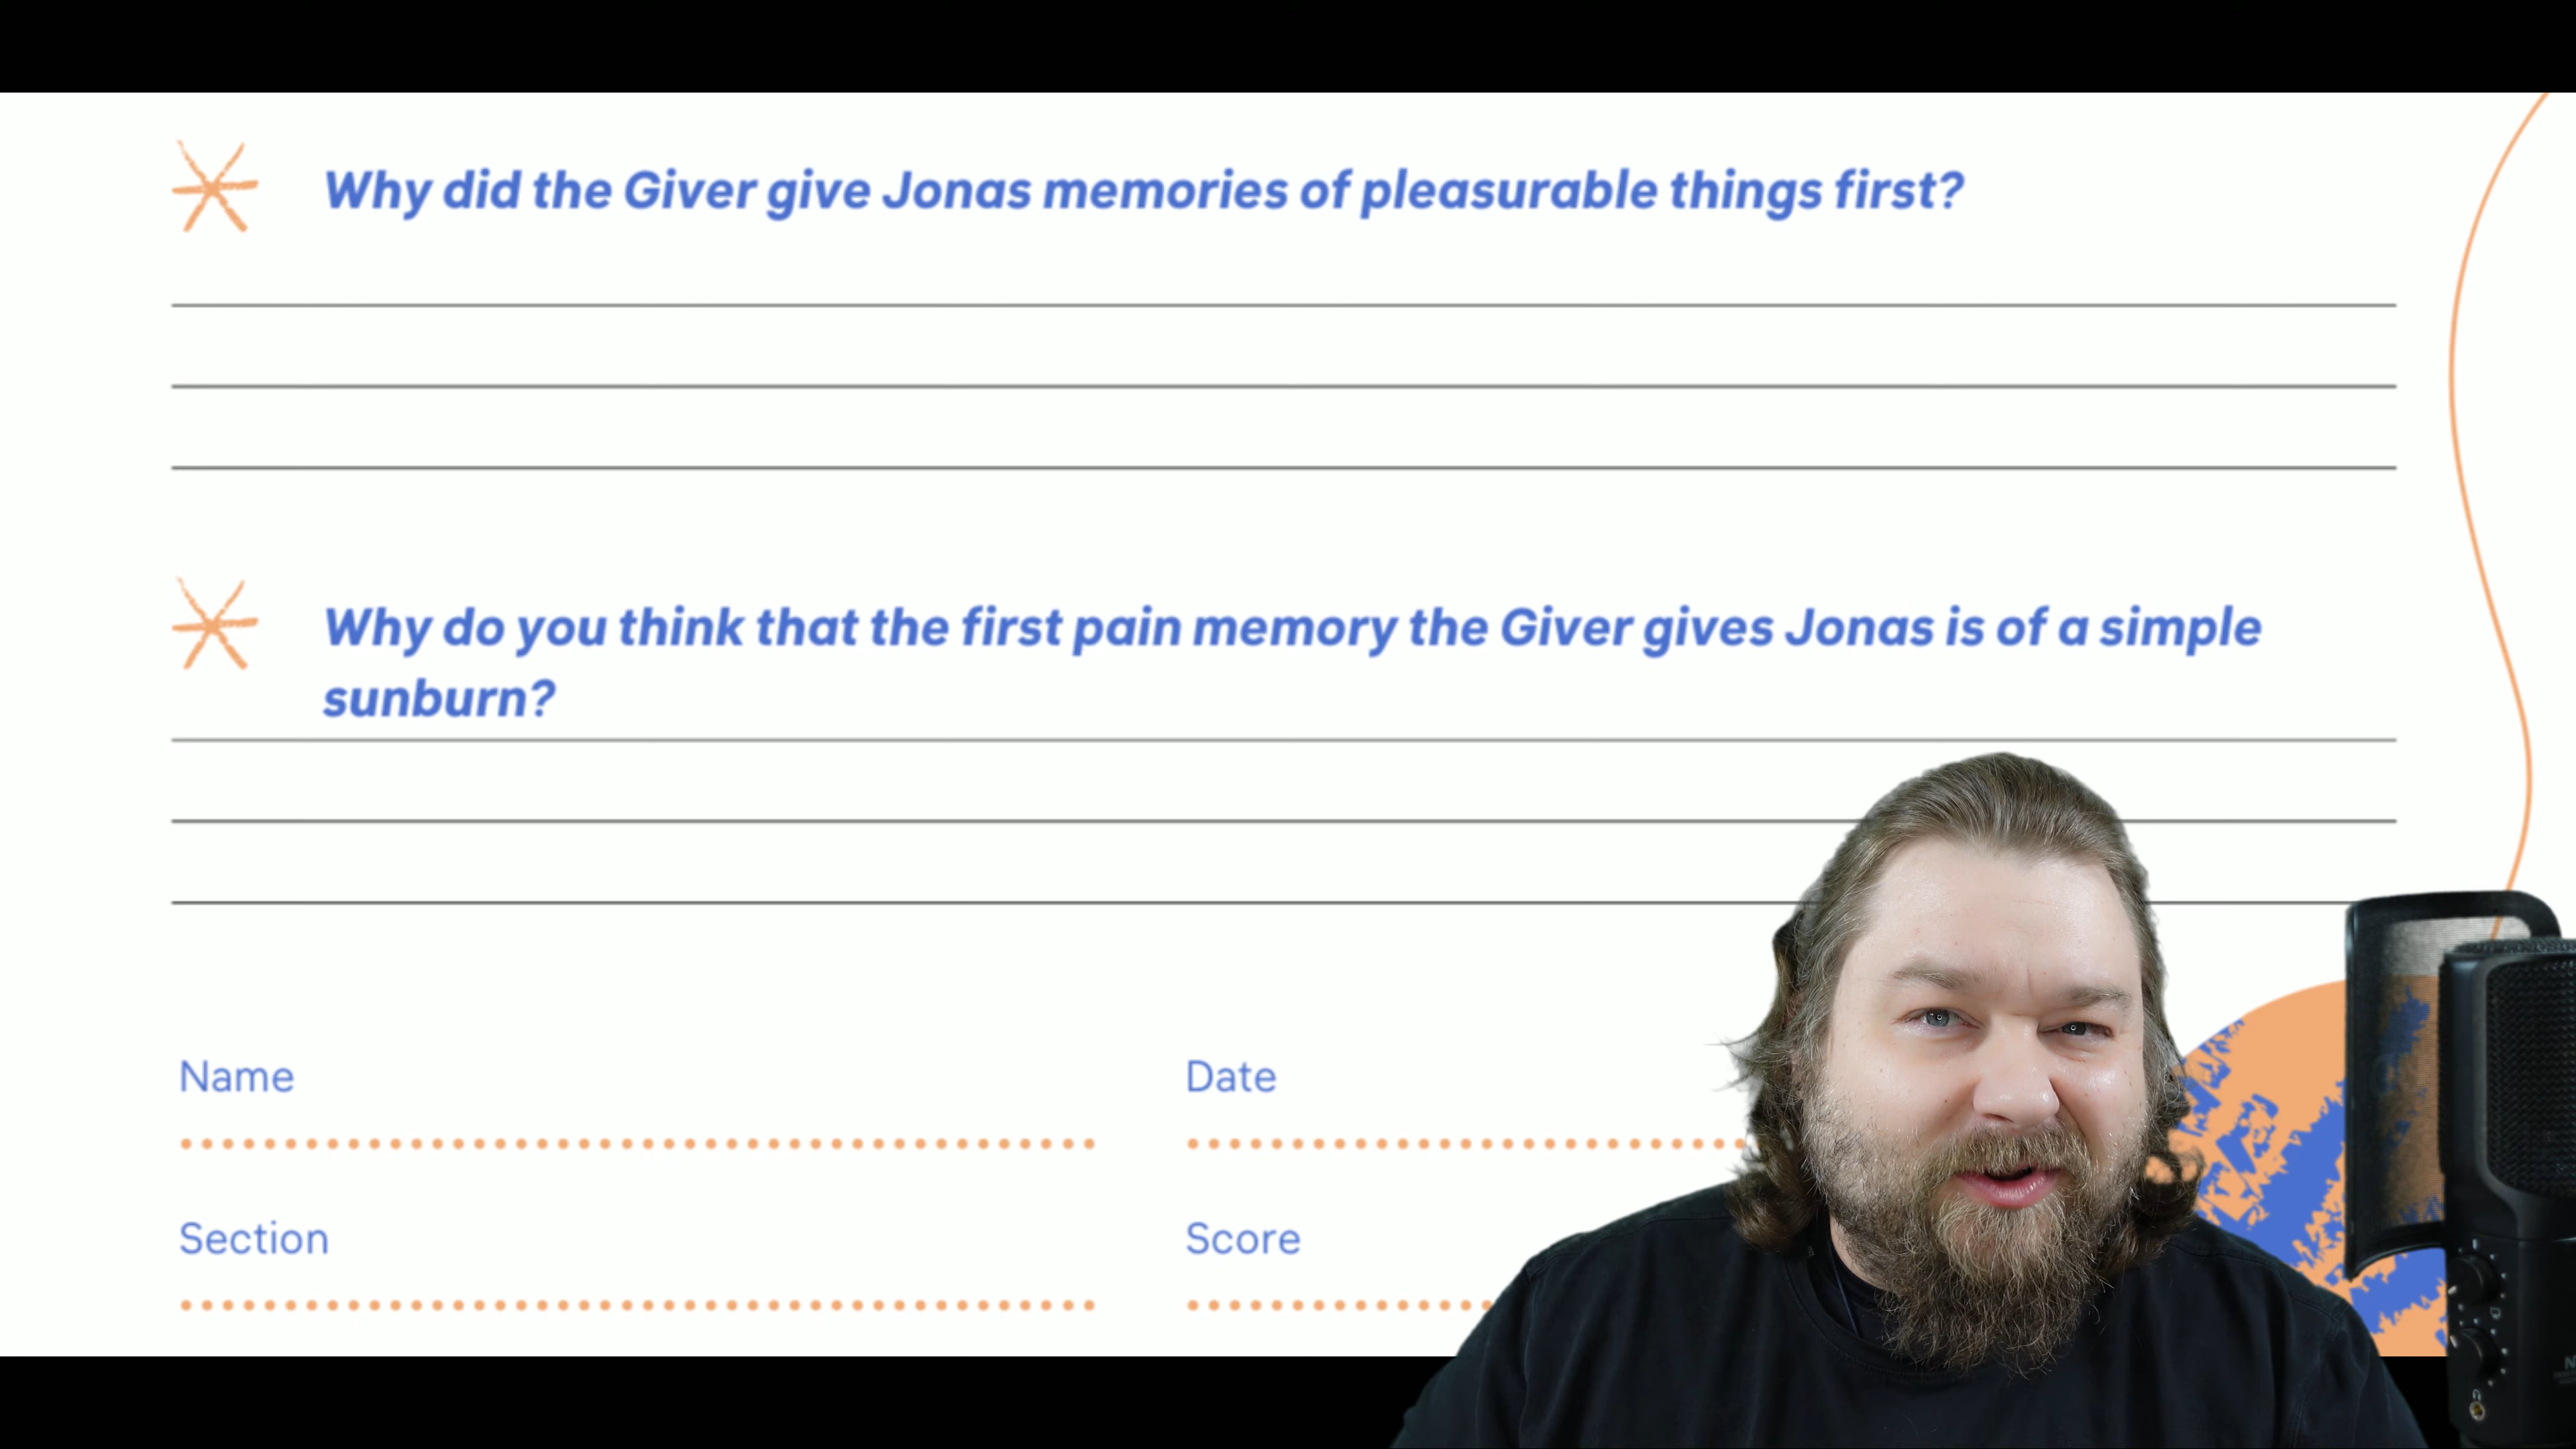 Why did the Giver give Jonas memories of pleasurable things first?
Why do you think that the first pain memory the Giver gives Jonas is of a simple
sunburn?
Name
Date
Section
Score